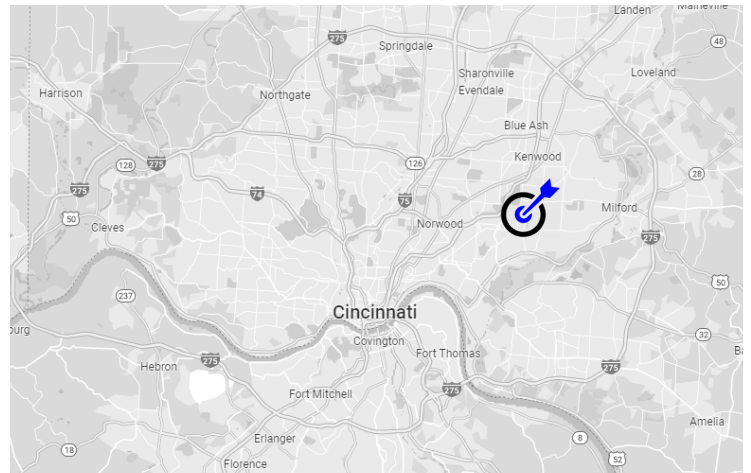 Landen
Maineville
275
Springdale
48
Sharonville
Evendale
Loveland
Harrison
Northgate
Blue Ash
Kenwood
128
275
126
28
275
74
75
Milford
50
Norwood
Cleves
275
50
237
Cincinnati
32
Covington
Fort Thomas
275
Hebron
275
275
Fort Mitchell
Amelia
Erlanger
8
18
Florence
52